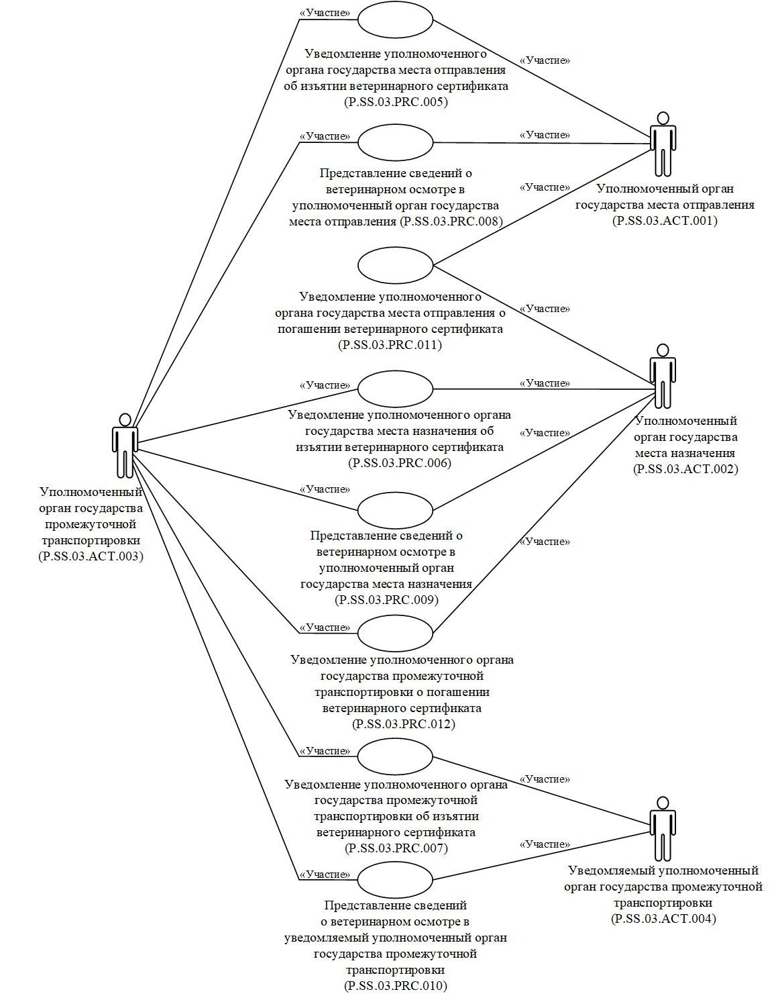 «Участие»
«Участие»
Уведомление уполномоченного
органа государства места отправления
об изъятии ветеринарного сертификата
(P.SS.03.PRC.005)
«Участие»
«Участие»
Представление сведений о
ветеринарном осмотре в
уполномоченный орган государства
места отправления (P.SS.03.PRC.008)
«Участие»
Уполномоченный орган
государства места отправления
(P.SS.03.ACT.001)
Уведомление уполномоченного
органа государства места отправления о
погашении ветеринарного сертификата
(P.SS.03.PRC.011)
«Участие»
«Участие»
«Участие»
Уведомление уполномоченного органа
государства места назначения об
изъятии ветеринарного сертификата
(P.SS.03.PRC.006)
«Участие»
Уполномоченный
орган государства
места назначения
(P.SS.03.ACT.002)
Уполномоченный
орган государства
промежуточной
транспортировки
(P.SS.03.ACT.003)
«Участие»
Представление сведений о
ветеринарном осмотре в
уполномоченный орган
государства места назначения
(P.SS.03.PRC.009)
«Участие»
«Участие»
Уведомление уполномоченного органа
государства промежуточной
транспортировки о погашении
ветеринарного сертификата
(P.SS.03.PRC.012)
«Участие»
«Участие»
Уведомление уполномоченного органа
государства промежуточной
транспортировки об изъятии
ветеринарного сертификата
(P.SS.03.PRC.007)
«Участие»
«Участие»
Уведомляемый уполномоченный
орган государства промежуточной
транспортировки
(P.SS.03.ACT.004)
Представление сведений
о ветеринарном осмотре в
уведомляемый уполномоченный орган
государства промежуточной
транспортировки
(P.SS.03.PRC.010)